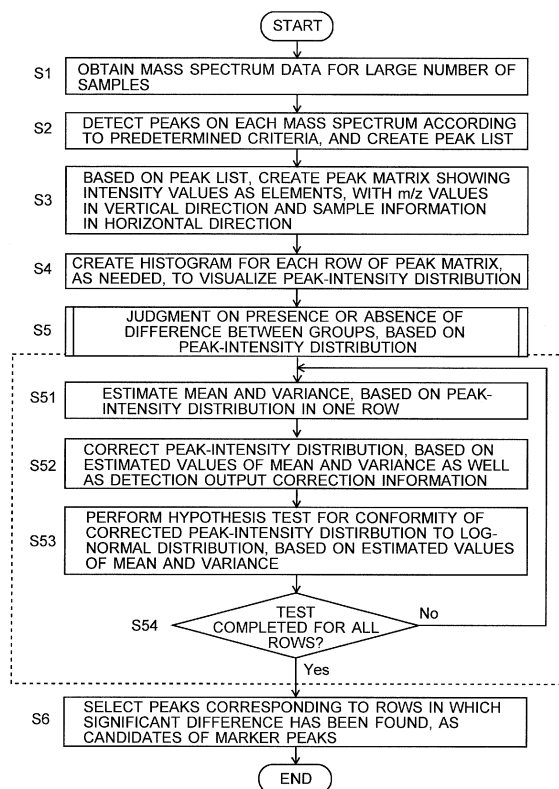 START
S1
OBTAIN MASS SPECTRUM DATA FOR LARGE NUMBER OF
SAMPLES
S2
DETECT PEAKS ON EACH MASS SPECTRUM ACCORDING
TO PREDETERMINED CRITERIA, AND CREATE PEAK LIST
S3
BASED ON PEAK LIST, CREATE PEAK MATRIX SHOWING
INTENSITY VALUES AS ELEMENTS, WITH m/z VALUES
IN VERTICAL DIRECTION AND SAMPLE INFORMATION
IN HORIZONTAL DIRECTION
S4
CREATE HISTOGRAM FOR EACH ROW OF PEAK MATRIX,
AS NEEDED, TO VISUALIZE PEAK-INTENSITY DISTRIBUTION
S5
JUDGMENT ON PRESENCE OR ABSENCE OF
DIFFERENCE BETWEEN GROUPS, BASED ON
PEAK-INTENSITY DISTRIBUTION
S51
ESTIMATE MEAN AND VARIANCE, BASED ON PEAK-
INTENSITY DISTRIBUTION IN ONE ROW
S52
CORRECT PEAK-INTENSITY DISTRIBUTION, BASED ON
ESTIMATED VALUES OF MEAN AND VARIANCE AS WELL
AS DETECTION OUTPUT CORRECTION INFORMATION
S53
PERFORM HYPOTHESIS TEST FOR CONFORMITY OF
CORRECTED PEAK-INTENSITY DISTIRBUTION TO LOG-
NORMAL DISTRIBUTION, BASED ON ESTIMATED VALUES
OF MEAN AND VARIANCE
S54
TEST
COMPLETED FOR ALL
ROWS?
No
Yes
S6
SELECT PEAKS CORRESPONDING TO ROWS IN WHICH
SIGNIFICANT DIFFERENCE HAS BEEN FOUND, AS
CANDIDATES OF MARKER PEAKS
END